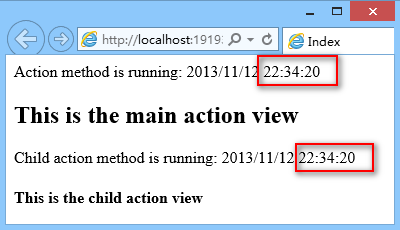 http://localhost:1919
Index
Action method is running: 2013/11/12 22:34:20
This is the main action view
Child action method is running: 2013/11/12 22:34:20
This is the child action view